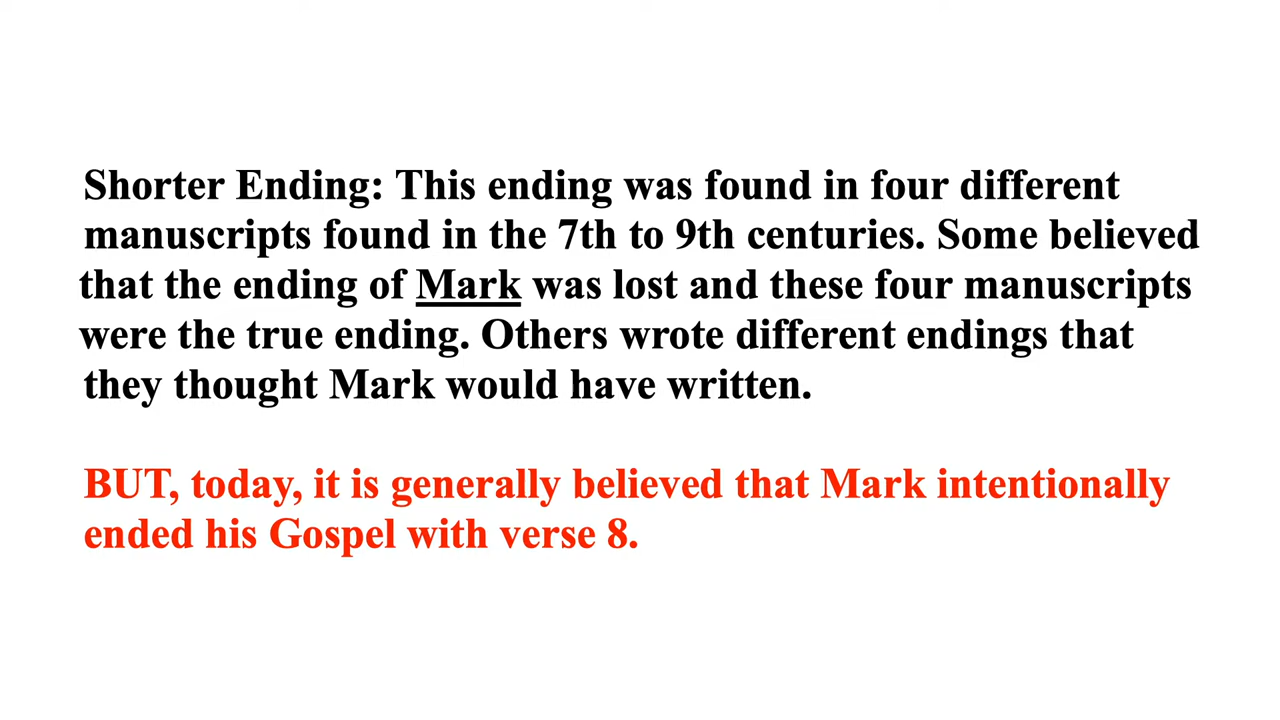 Shorter Ending: This ending was found in four different
manuscripts found in the 7th to 9th centuries. Some believed
that the ending of Mark was lost and these four manuscripts
were the true ending. Others wrote different endings that
they thought Mark would have written.
BUT, today, it is generally believed that Mark intentionally
ended his Gospel with verse 8.